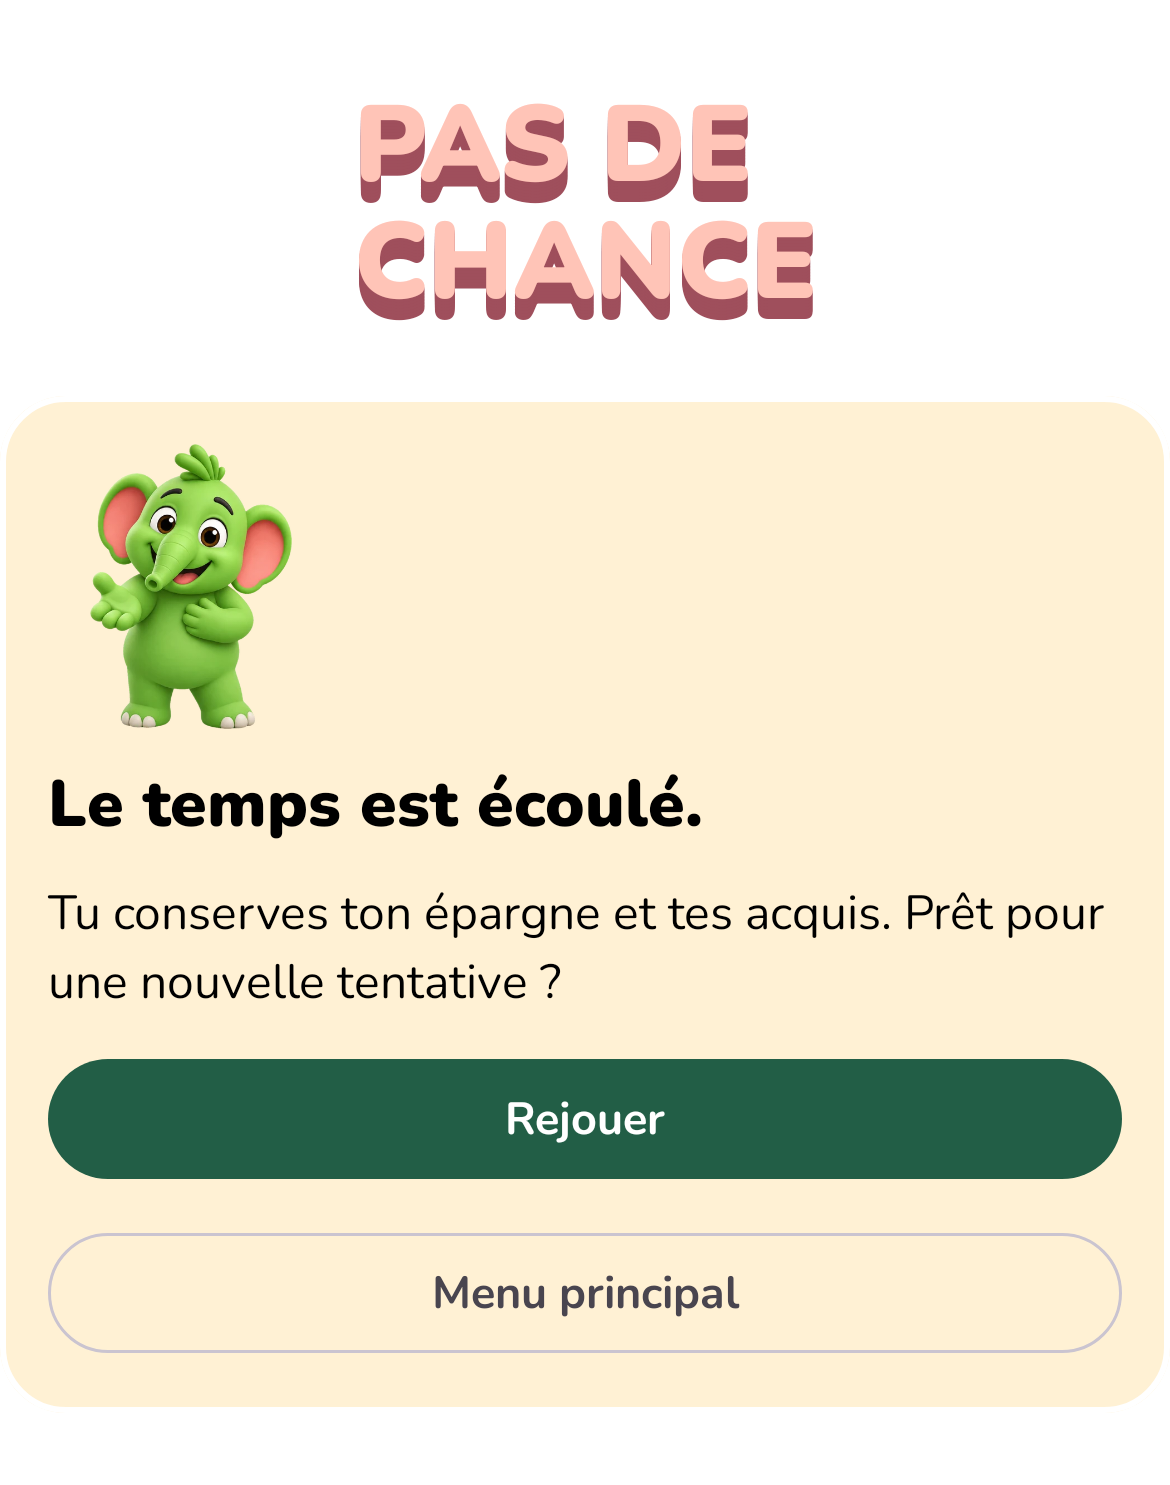 PAS DE
CHANCE
Le temps est écoulé.
Tu conserves ton épargne et tes acquis. Prêt pour
une nouvelle tentative ?
Rejouer
Menu principal